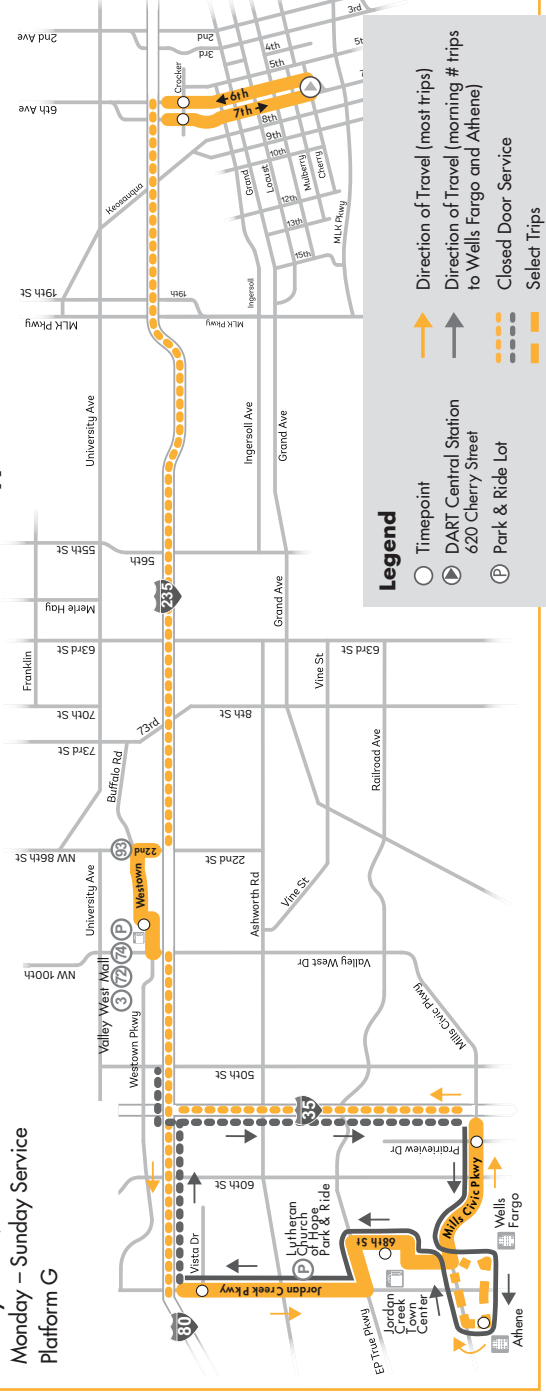 Monday – Sunday Service
Platform G
2nd Ave
6th Ave
19th St
MLK Pkwy
55th St
Merle Hay
63rd St
70th St
73rd St
NW 86th St
NW 100th
Franklin
University Ave
University Ave
Keosauqua
Crocker
2nd
3rd
3rd
4th
5th
5t
6th
7th
7
8th
9th
10th
12th
13th
15th
Grand
Locust
Mulberry
Cherry
MLK Pkwy
19th
MLK Pkwy
Ingersoll
Ingersoll Ave
Grand Ave
56th
235
Buffalo Rd
73rd
63rd St
8th St
Grand Ave
Vine St
Railroad Ave
93
22nd
Westown
22nd St
Ashworth Rd
Vine St
Valley West Mall
3 72 74 P
Westown Pkwy
Valley West Dr
Mills Civic Pkwy
50th St
35
60th St
Prairieview Dr
Mills Civic Pkwy
Wells
Fargo
Vista Dr
P
Lutheran
Church
of Hope
Park & Ride
68th St
Jordan Creek Pkwy
Jordan
Creek
Town
Center
EP True Pkwy
80
Athene
Legend
Timepoint
DART Central Station
620 Cherry Street
P Park & Ride Lot
Direction of Travel (most trips)
Direction of Travel (morning # trips
to Wells Fargo and Athene)
Closed Door Service
Select Trips